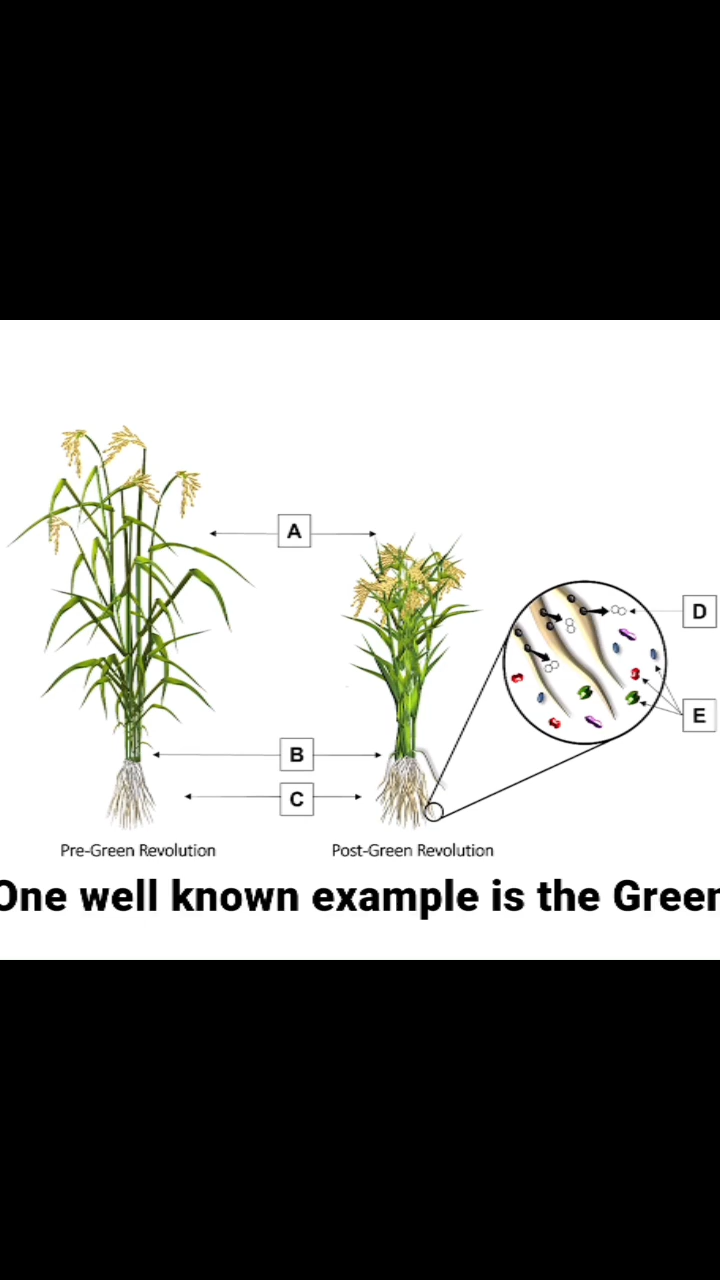 A
D
E
B
C
Pre-Green Revolution
Post-Green Revolution
One well known example is the Green